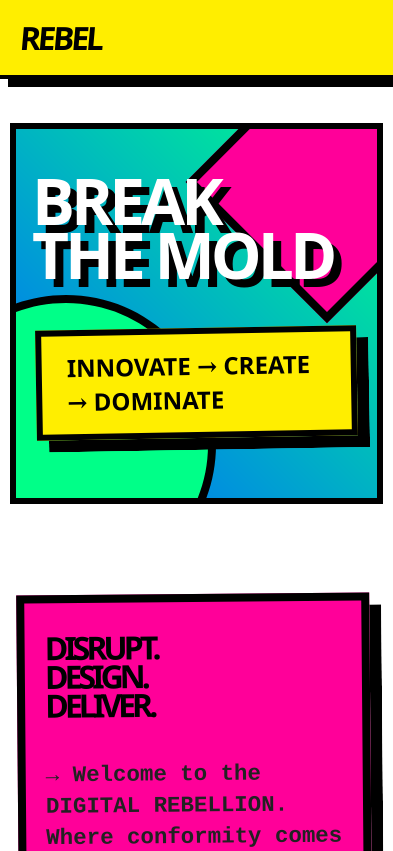 REBEL
BREAK
THE MOLD
INNOVATE → CREATE
→ DOMINATE
DISRUPT.
DESIGN.
DELIVER.
→ Welcome to the
DIGITAL REBELLION.
Where conformity comes